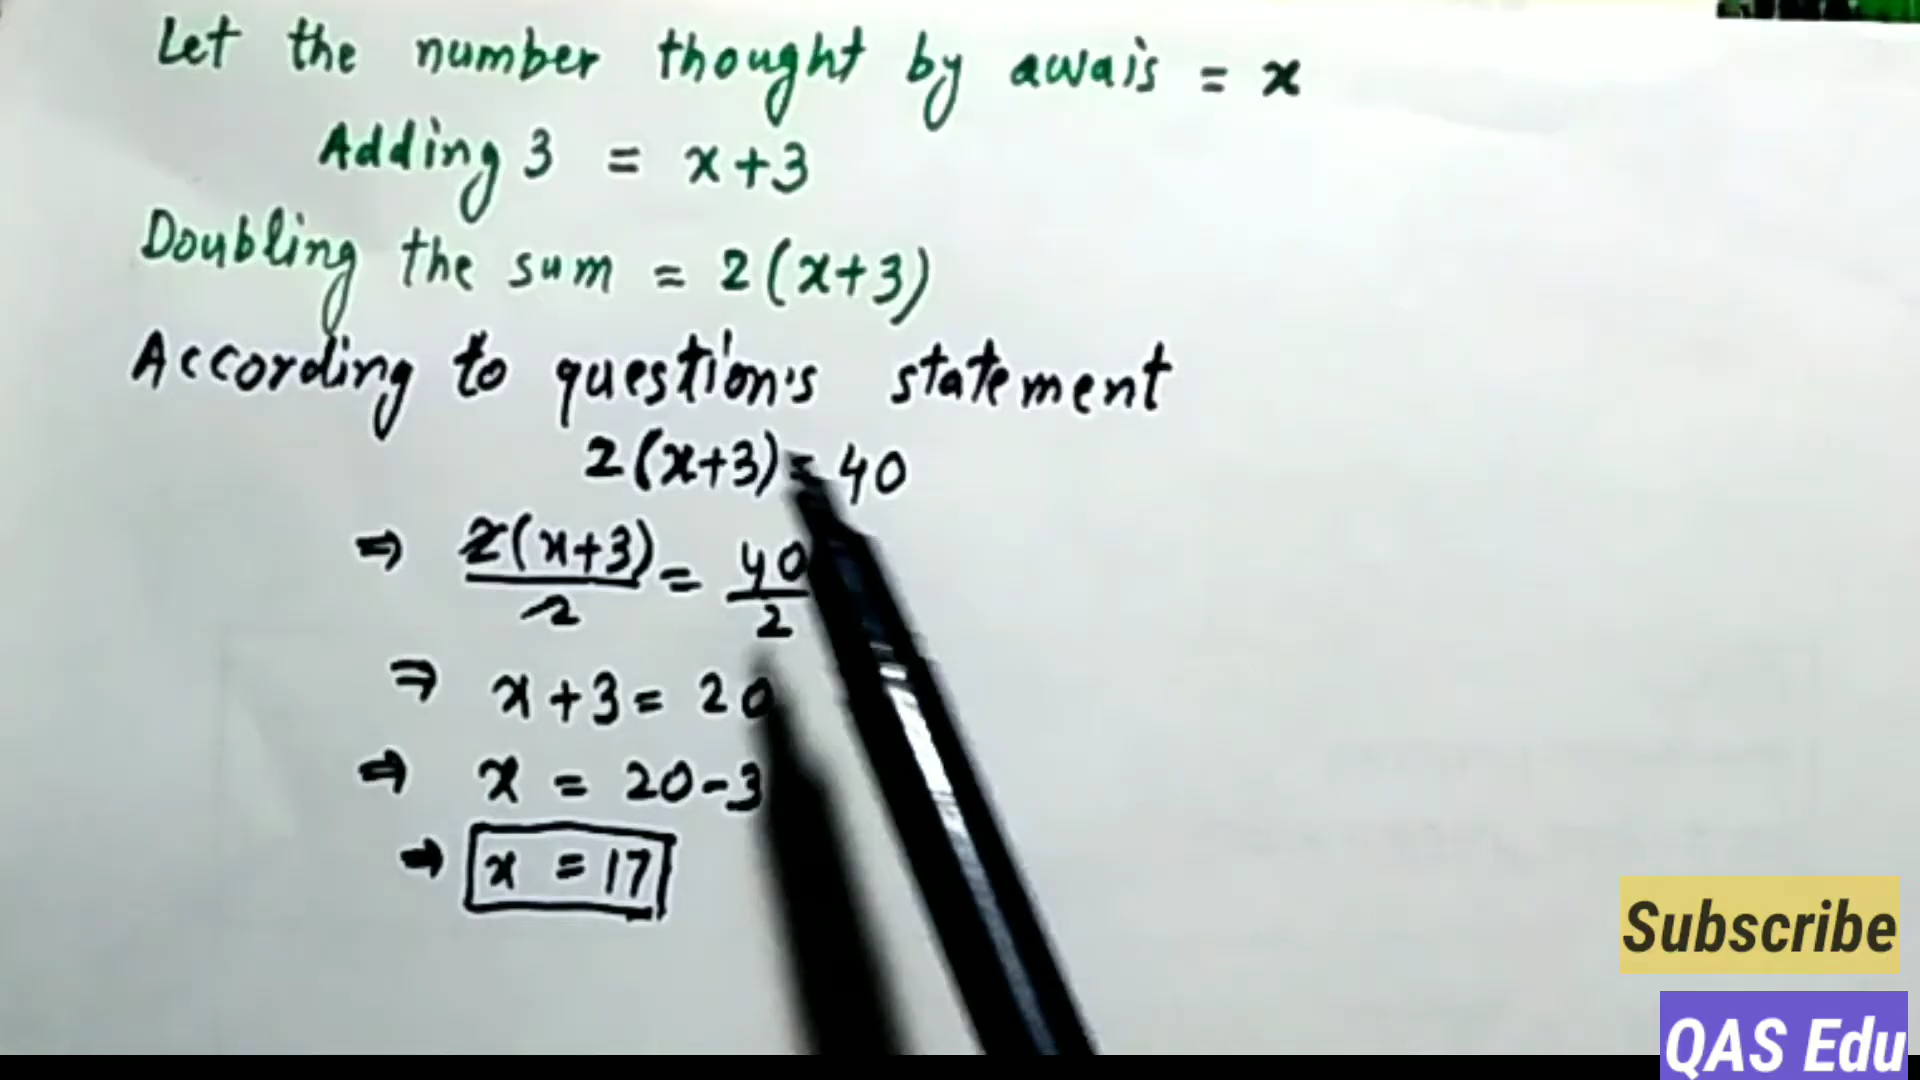 Let the number thought by awais = x
Adding 3 = x+3
Doubling the sum = 2(x+3)
According to question's statement
2(x+3) = 40
⇒ 2(x+3)/2 = 40/2
⇒ x+3 = 20
⇒ x = 20-3
⇒ x = 17
Subscribe
QAS Edu